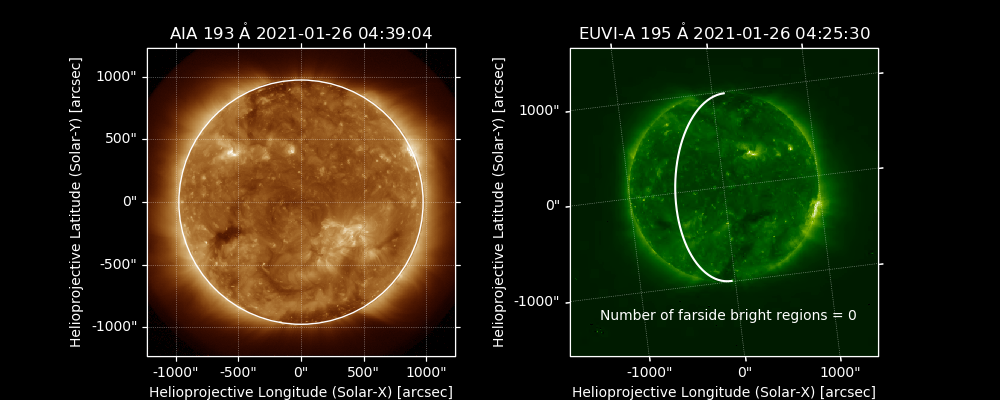 AIA 193 Å 2021-01-26 04:39:04
1000"
500"
0"
-500"
-1000"
-1000"
-500"
0"
500"
1000"
Helioprojective Latitude (Solar-Y) [arcsec]
Helioprojective Longitude (Solar-X) [arcsec]
EUVI-A 195 Å 2021-01-26 04:25:30
1000"
0"
-1000"
Number of farside bright regions = 0
-1000"
0"
1000"
Helioprojective Latitude (Solar-Y) [arcsec]
Helioprojective Longitude (Solar-X) [arcsec]